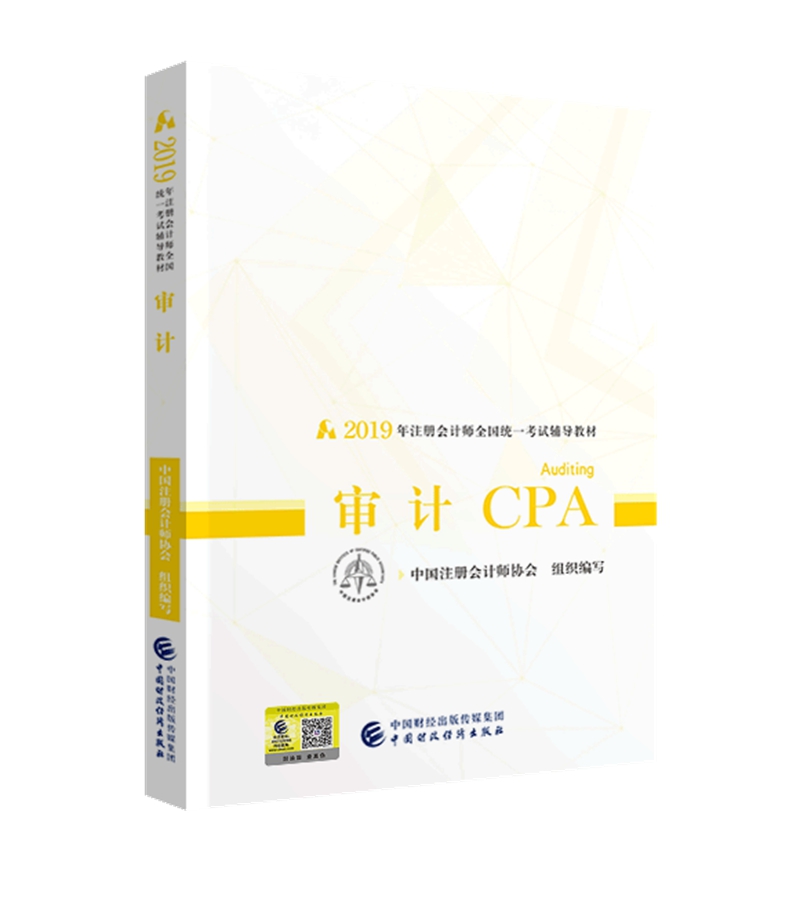 2019
年注册会计师全国
统一考试辅导教材
审计
中国注册会计师协会 组织编写
中国财经出版传媒集团
中国财政经济出版社
2019年注册会计师全国统一考试辅导教材
Auditing
审计 CPA
中国注册会计师协会 组织编写
中国财经出版传媒集团
中国财政经济出版社